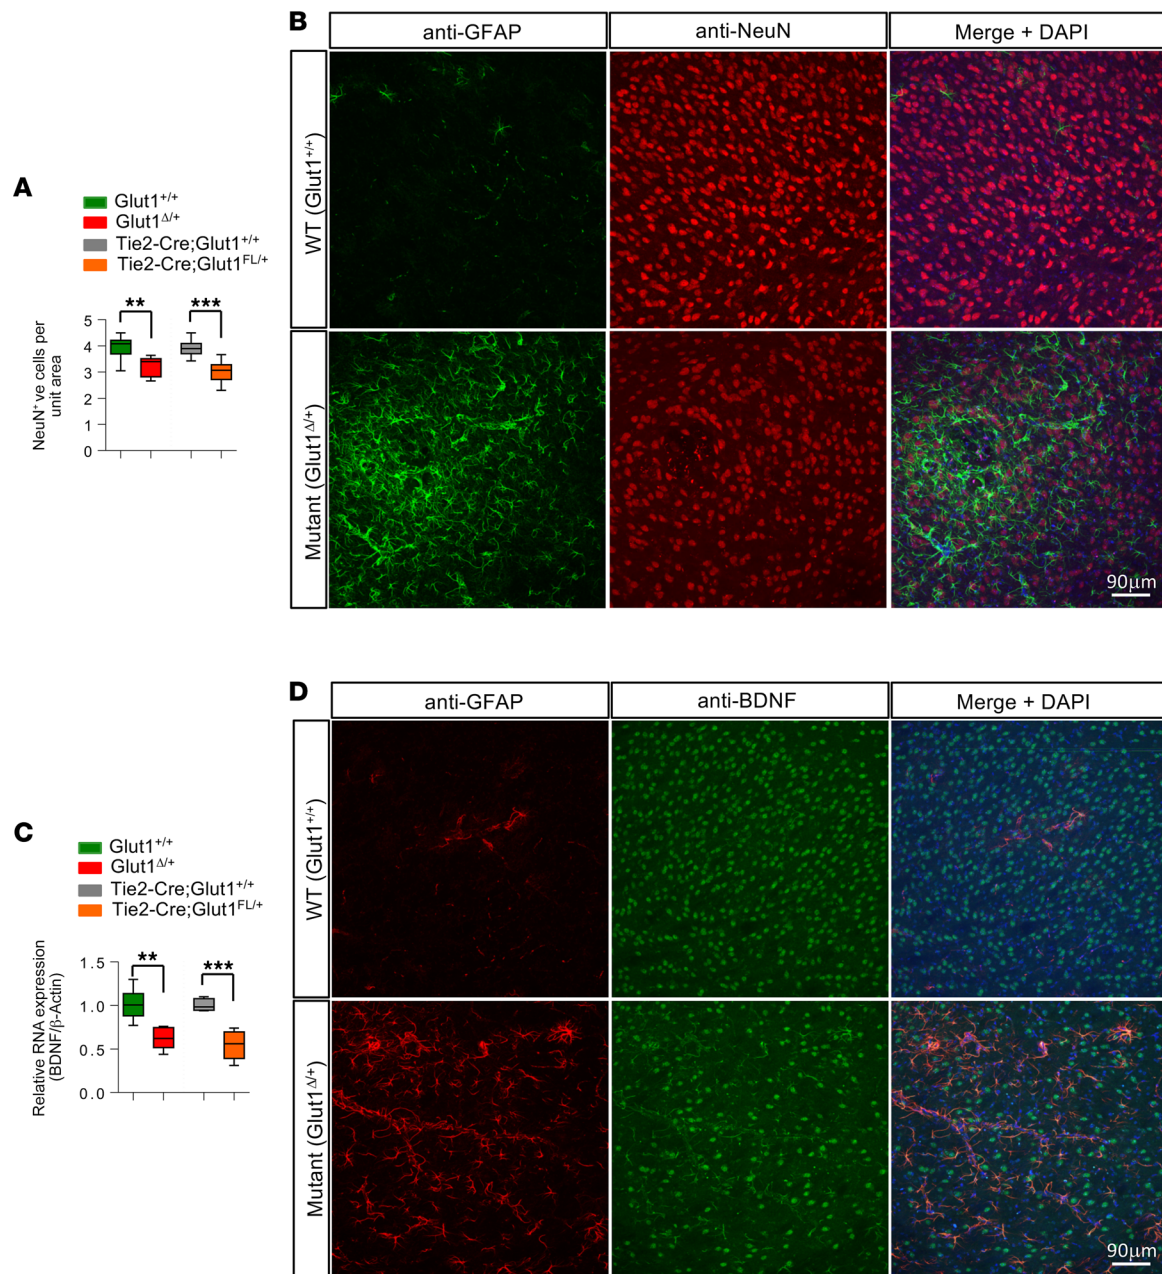 A
Glut1+/+
Glut1Δ/+
Tie2-Cre;Glut1+/+
Tie2-Cre;Glut1FL/+
** ***
NeuN+ ve cells per
unit area
5
4
3
2
1
0
B
anti-GFAP anti-NeuN Merge + DAPI
WT (Glut1+/+)
Mutant (Glut1Δ/+)
90μm
C
Glut1+/+
Glut1Δ/+
Tie2-Cre;Glut1+/+
Tie2-Cre;Glut1FL/+
** ***
Relative RNA expression
(BDNF/β-Actin)
1.5
1.0
0.5
0.0
D
anti-GFAP anti-BDNF Merge + DAPI
WT (Glut1+/+)
Mutant (Glut1Δ/+)
90μm